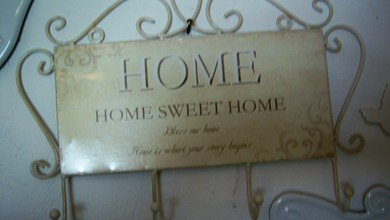 HOME
HOME SWEET HOME
Bless our home
Home is where your story begins